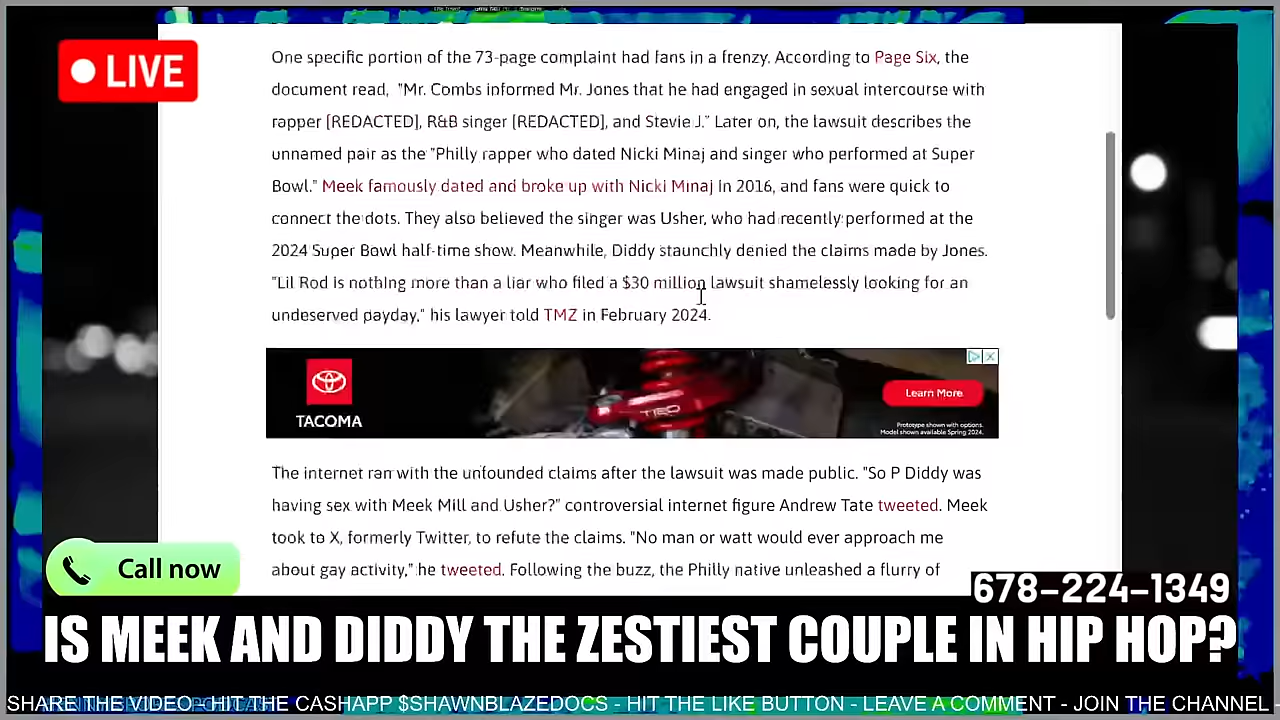 LIVE
One specific portion of the 73-page complaint had fans in a frenzy. According to Page Six, the
document read, "Mr. Combs informed Mr. Jones that he had engaged in sexual intercourse with
rapper [REDACTED], R&B singer [REDACTED], and Stevie J." Later on, the lawsuit describes the
unnamed pair as the "Philly rapper who dated Nicki Minaj and singer who performed at Super
Bowl." Meek famously dated and broke up with Nicki Minaj in 2016, and fans were quick to
connect the dots. They also believed the singer was Usher, who had recently performed at the
2024 Super Bowl half-time show. Meanwhile, Diddy staunchly denied the claims made by Jones.
"Lil Rod is nothing more than a liar who filed a $30 million lawsuit shamelessly looking for an
undeserved payday," his lawyer told TMZ in February 2024.
TACOMA
Learn More
Prototype shown with options.
Model shown available Spring 2024.
The internet ran with the unfounded claims after the lawsuit was made public. "So P Diddy was
having sex with Meek Mill and Usher?" controversial internet figure Andrew Tate tweeted. Meek
took to X, formerly Twitter, to refute the claims. "No man or watt would ever approach me
about gay activity," he tweeted. Following the buzz, the Philly native unleashed a flurry of
Call now
678-224-1349
IS MEEK AND DIDDY THE ZESTIEST COUPLE IN HIP HOP?
SHARE THE VIDEO - HIT THE CASHAPP $SHAWNBLAZEDOCS - HIT THE LIKE BUTTON - LEAVE A COMMENT - JOIN THE CHANNEL